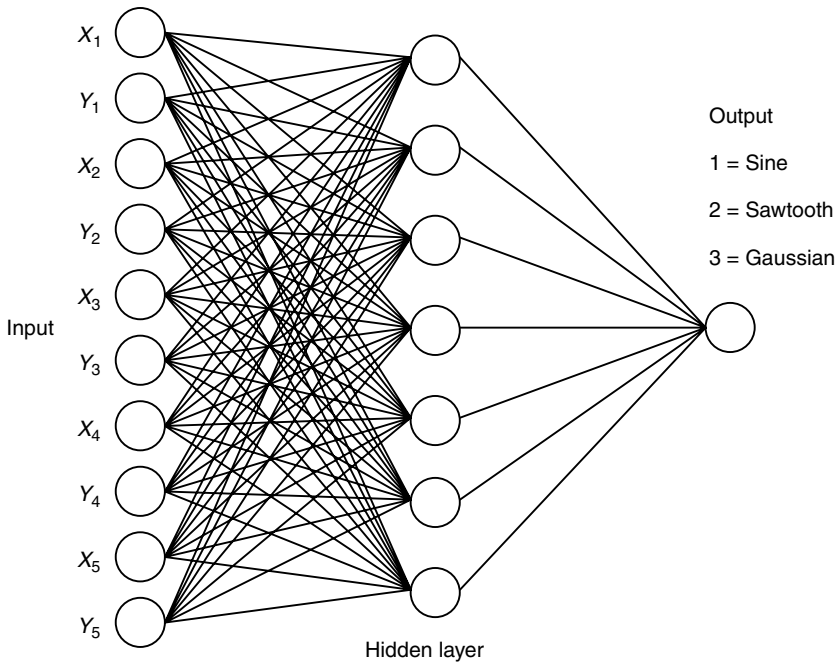 X1
Y1
X2
Y2
X3
Input
Y3
X4
Y4
X5
Y5
Hidden layer
Output
1 = Sine
2 = Sawtooth
3 = Gaussian